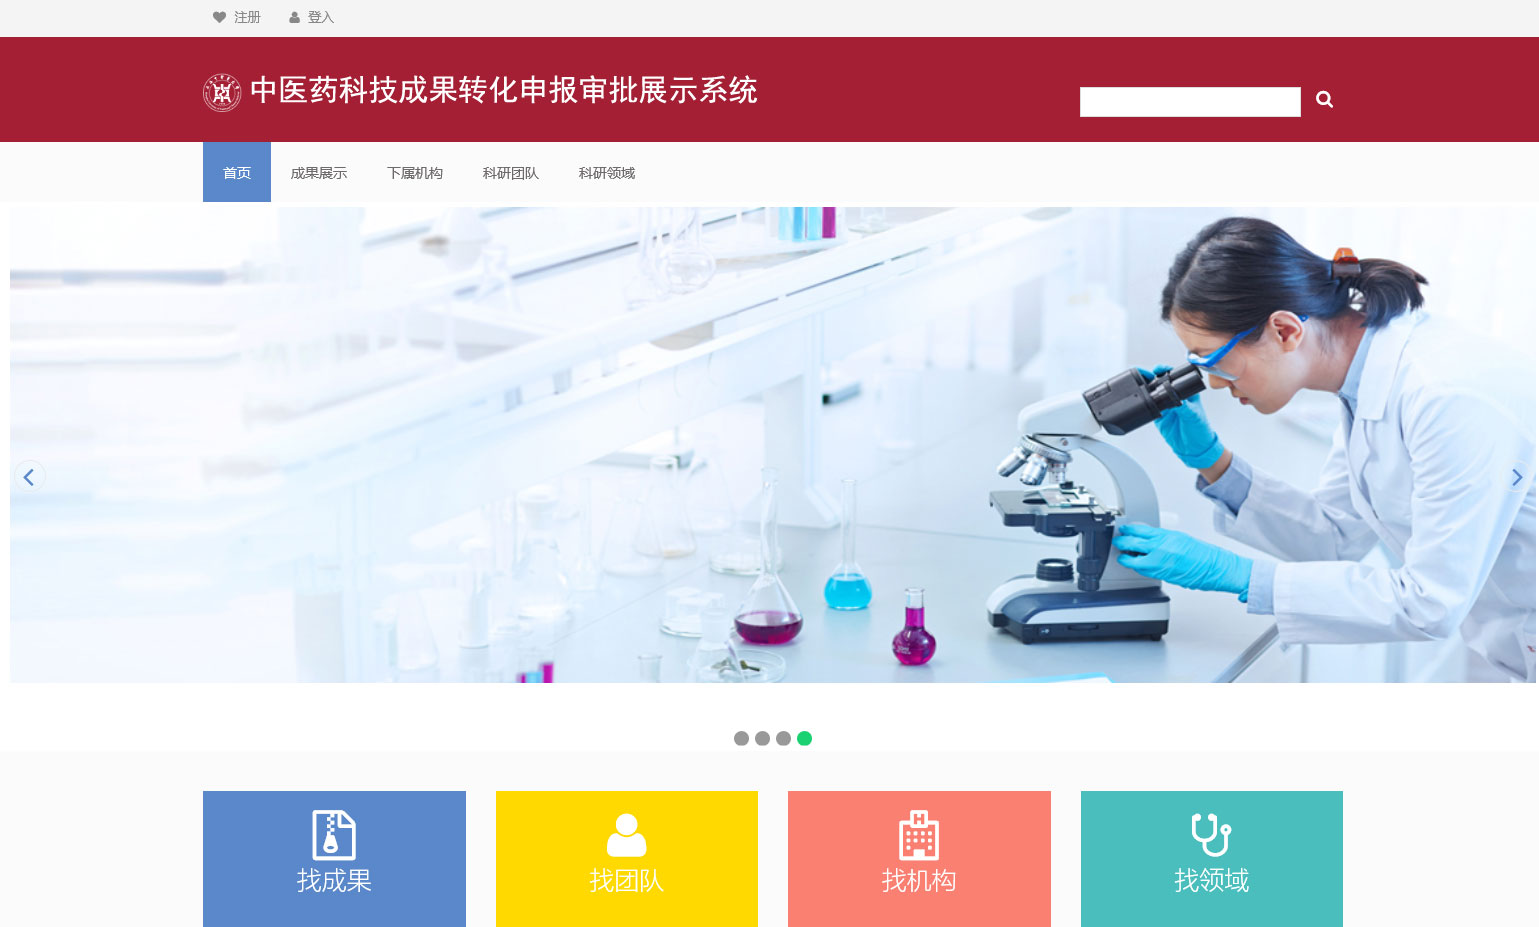 注册 登入
中医药科技成果转化申报审批展示系统
首页 成果展示 下属机构 科研团队 科研领域
找成果 找团队 找机构 找领域